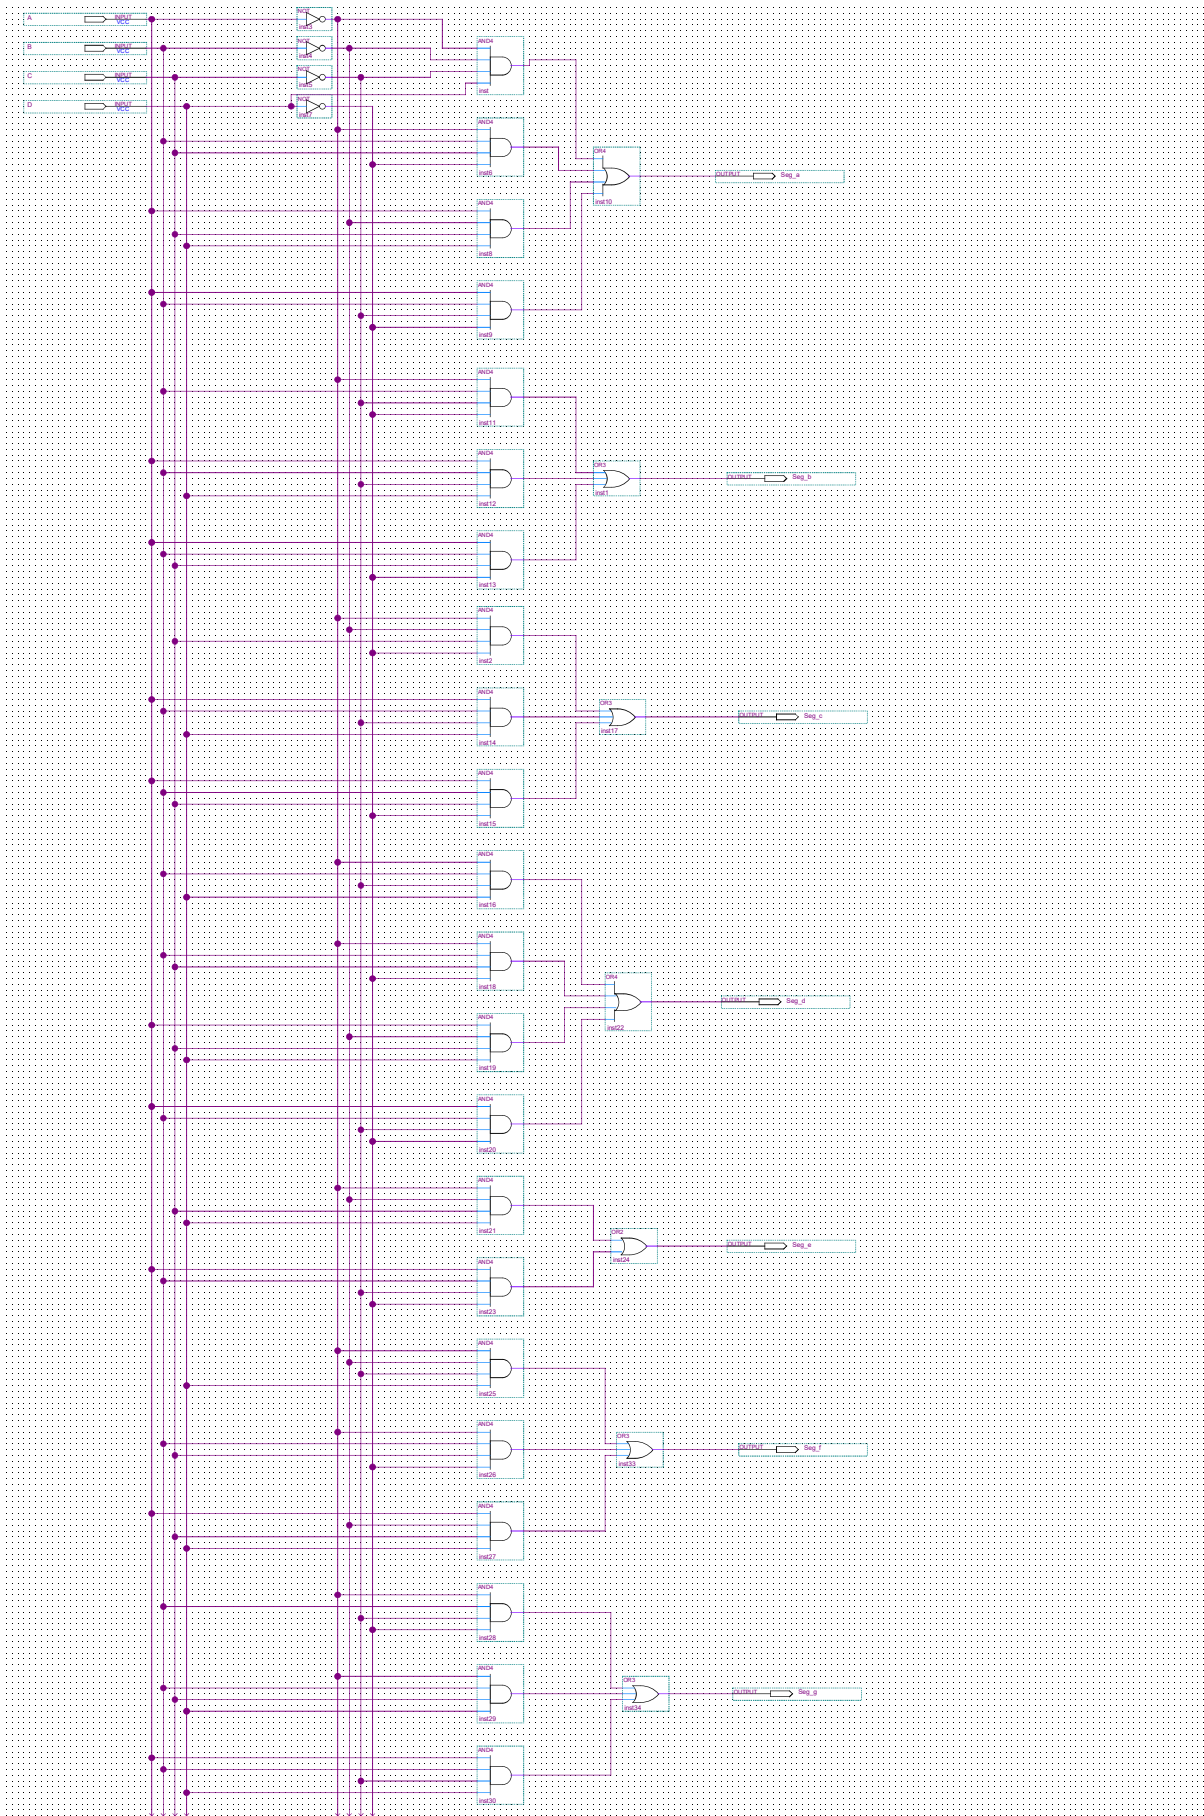 A INPUT VCC NOT inst3
B INPUT VCC NOT inst4
C INPUT VCC NOT inst5
D INPUT VCC NOT inst7
AND4
inst
AND4
inst6
OR4
inst10
OUTPUT Seg_a
AND4
inst8
AND4
inst9
AND4
inst11
AND4
inst12
OR3
inst1
OUTPUT Seg_b
AND4
inst13
AND4
inst2
AND4
inst14
OR3
inst17
OUTPUT Seg_c
AND4
inst15
AND4
inst16
AND4
inst18
OR4
inst22
OUTPUT Seg_d
AND4
inst19
AND4
inst20
AND4
inst21
OR2
inst24
OUTPUT Seg_e
AND4
inst23
AND4
inst25
AND4
inst26
OR3
inst33
OUTPUT Seg_f
AND4
inst27
AND4
inst28
AND4
inst29
OR3
inst34
OUTPUT Seg_g
AND4
inst30